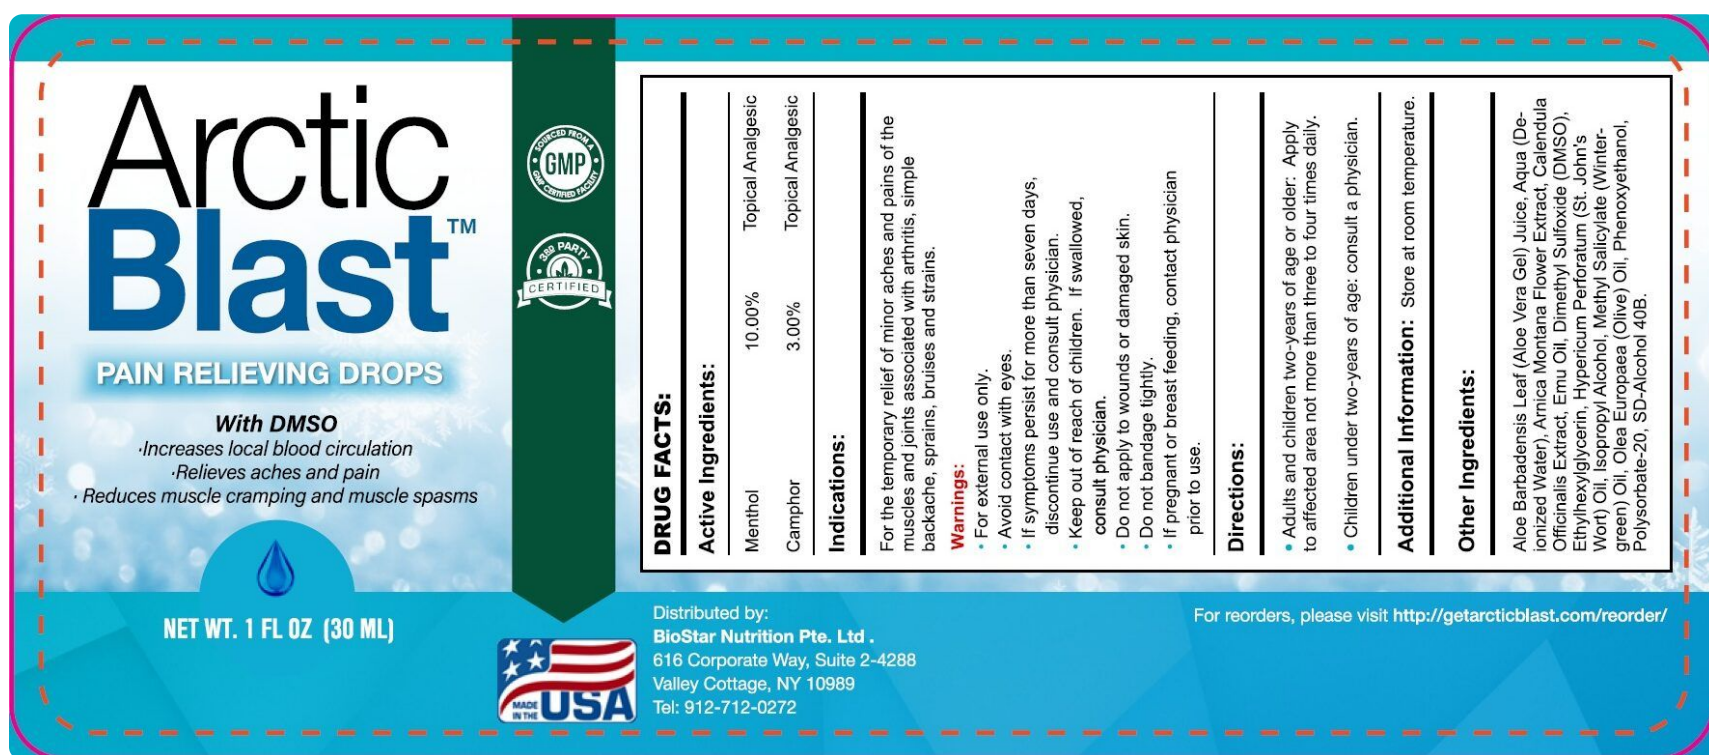 Arctic
Blast™
PAIN RELIEVING DROPS
With DMSO
·Increases local blood circulation
·Relieves aches and pain
· Reduces muscle cramping and muscle spasms
NET WT. 1 FL OZ (30 ML)
SOURCED FROM A
GMP
GMP CERTIFIED FACILITY
3RD PARTY
CERTIFIED
MADE
IN THE
USA
DRUG FACTS:
Active Ingredients:
Menthol 10.00% Topical Analgesic
Camphor 3.00% Topical Analgesic
Indications:
For the temporary relief of minor aches and pains of the
muscles and joints associated with arthritis, simple
backache, sprains, bruises and strains.
Warnings:
• For external use only.
• Avoid contact with eyes.
• If symptoms persist for more than seven days,
discontinue use and consult physician.
• Keep out of reach of children. If swallowed,
consult physician.
• Do not apply to wounds or damaged skin.
• Do not bandage tightly.
• If pregnant or breast feeding, contact physician
prior to use.
Directions:
• Adults and children two-years of age or older: Apply
to affected area not more than three to four times daily.
• Children under two-years of age: consult a physician.
Additional Information: Store at room temperature.
Other Ingredients:
Aloe Barbadensis Leaf (Aloe Vera Gel) Juice, Aqua (De-
ionized Water), Arnica Montana Flower Extract, Calendula
Officinalis Extract, Emu Oil, Dimethyl Sulfoxide (DMSO),
Ethylhexylglycerin, Hypericum Perforatum (St. John's
Wort) Oil, Isopropyl Alcohol, Methyl Salicylate (Winter-
green) Oil, Olea Europaea (Olive) Oil, Phenoxyethanol,
Polysorbate-20, SD-Alcohol 40B.
Distributed by:
BioStar Nutrition Pte. Ltd .
616 Corporate Way, Suite 2-4288
Valley Cottage, NY 10989
Tel: 912-712-0272
For reorders, please visit http://getarcticblast.com/reorder/